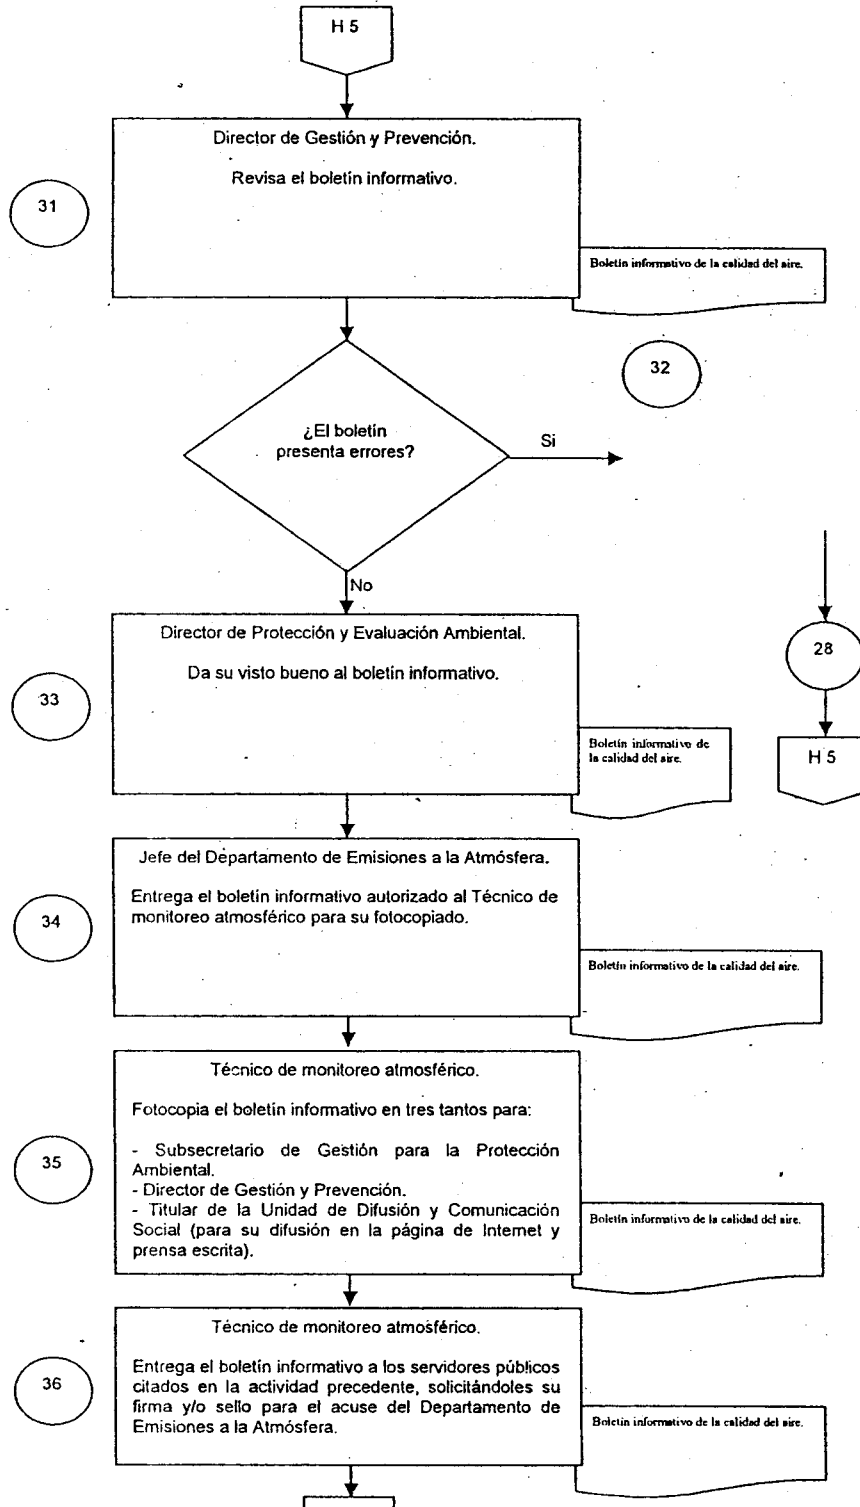 H 5
Director de Gestión y Prevención.
Revisa el boletín informativo.
31
Boletín informativo de la calidad del aire.
32
¿El boletín
presenta errores?
Si
No
Director de Protección y Evaluación Ambiental.
Da su visto bueno al boletín informativo.
33
Boletín informativo de
la calidad del aire.
28
H 5
Jefe del Departamento de Emisiones a la Atmósfera.
Entrega el boletín informativo autorizado al Técnico de
monitoreo atmosférico para su fotocopiado.
34
Boletín informativo de la calidad del aire.
Técnico de monitoreo atmosférico.
Fotocopia el boletín informativo en tres tantos para:
- Subsecretario de Gestión para la Protección
Ambiental.
- Director de Gestión y Prevención.
- Titular de la Unidad de Difusión y Comunicación
Social (para su difusión en la página de Internet y
prensa escrita).
35
Boletín informativo de la calidad del aire.
Técnico de monitoreo atmosférico.
Entrega el boletín informativo a los servidores públicos
citados en la actividad precedente, solicitándoles su
firma y/o sello para el acuse del Departamento de
Emisiones a la Atmósfera.
36
Boletín informativo de la calidad del aire.